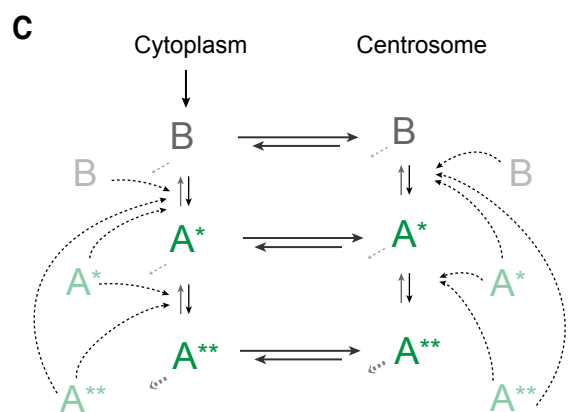 C
Cytoplasm Centrosome
B B
B B
A* A*
A* A*
A** A**
A** A**